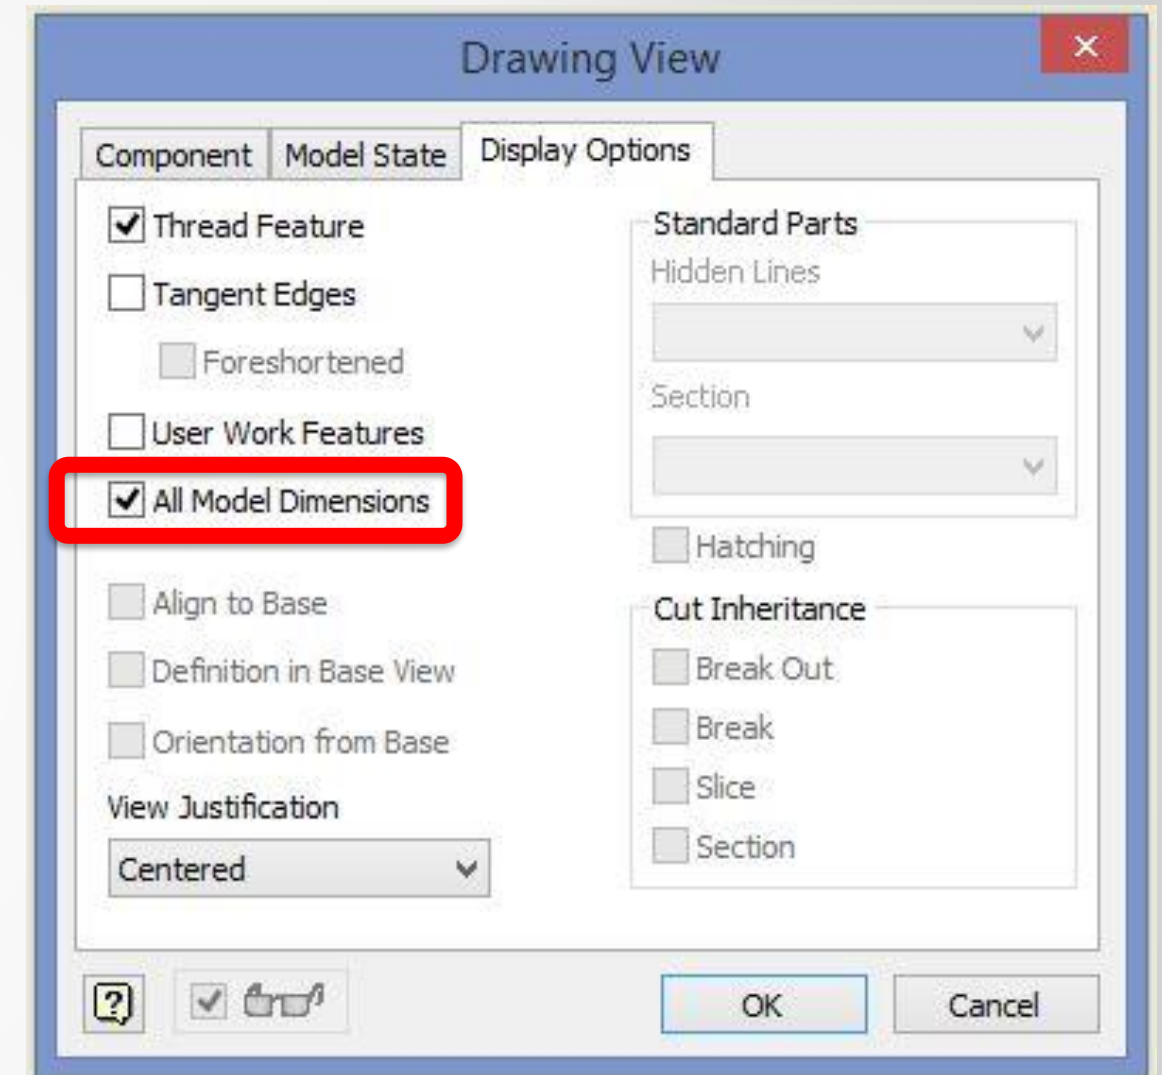 Drawing View
Component
Model State
Display Options
Thread Feature
Tangent Edges
Foreshortened
User Work Features
All Model Dimensions
Align to Base
Definition in Base View
Orientation from Base
View Justification
Centered
Standard Parts
Hidden Lines
Section
Hatching
Cut Inheritance
Break Out
Break
Slice
Section
?
OK
Cancel